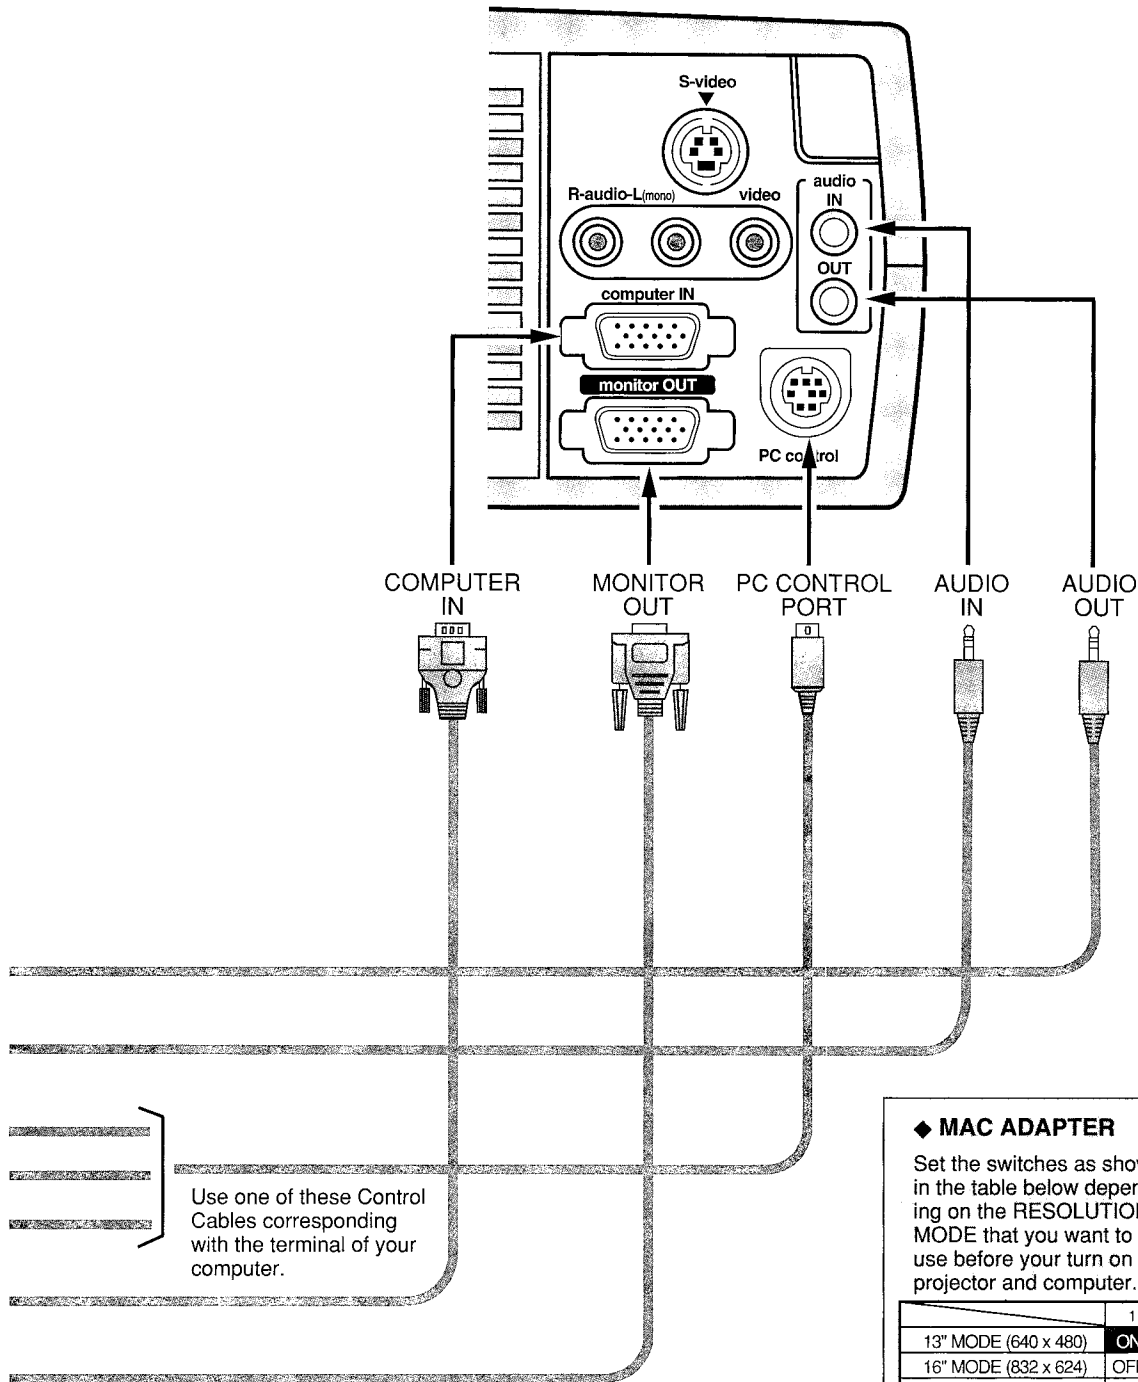 S-video
R-audio-L(mono)
video
audio
IN
OUT
computer IN
monitor OUT
PC control
COMPUTER
IN
MONITOR
OUT
PC CONTROL
PORT
AUDIO
IN
AUDIO
OUT
Use one of these Control
Cables corresponding
with the terminal of your
computer.
◆ MAC ADAPTER
Set the switches as show
in the table below depen
ing on the RESOLUTION
MODE that you want to
use before your turn on
projector and computer.
1
13" MODE (640 x 480) ON
16" MODE (832 x 624) OFF